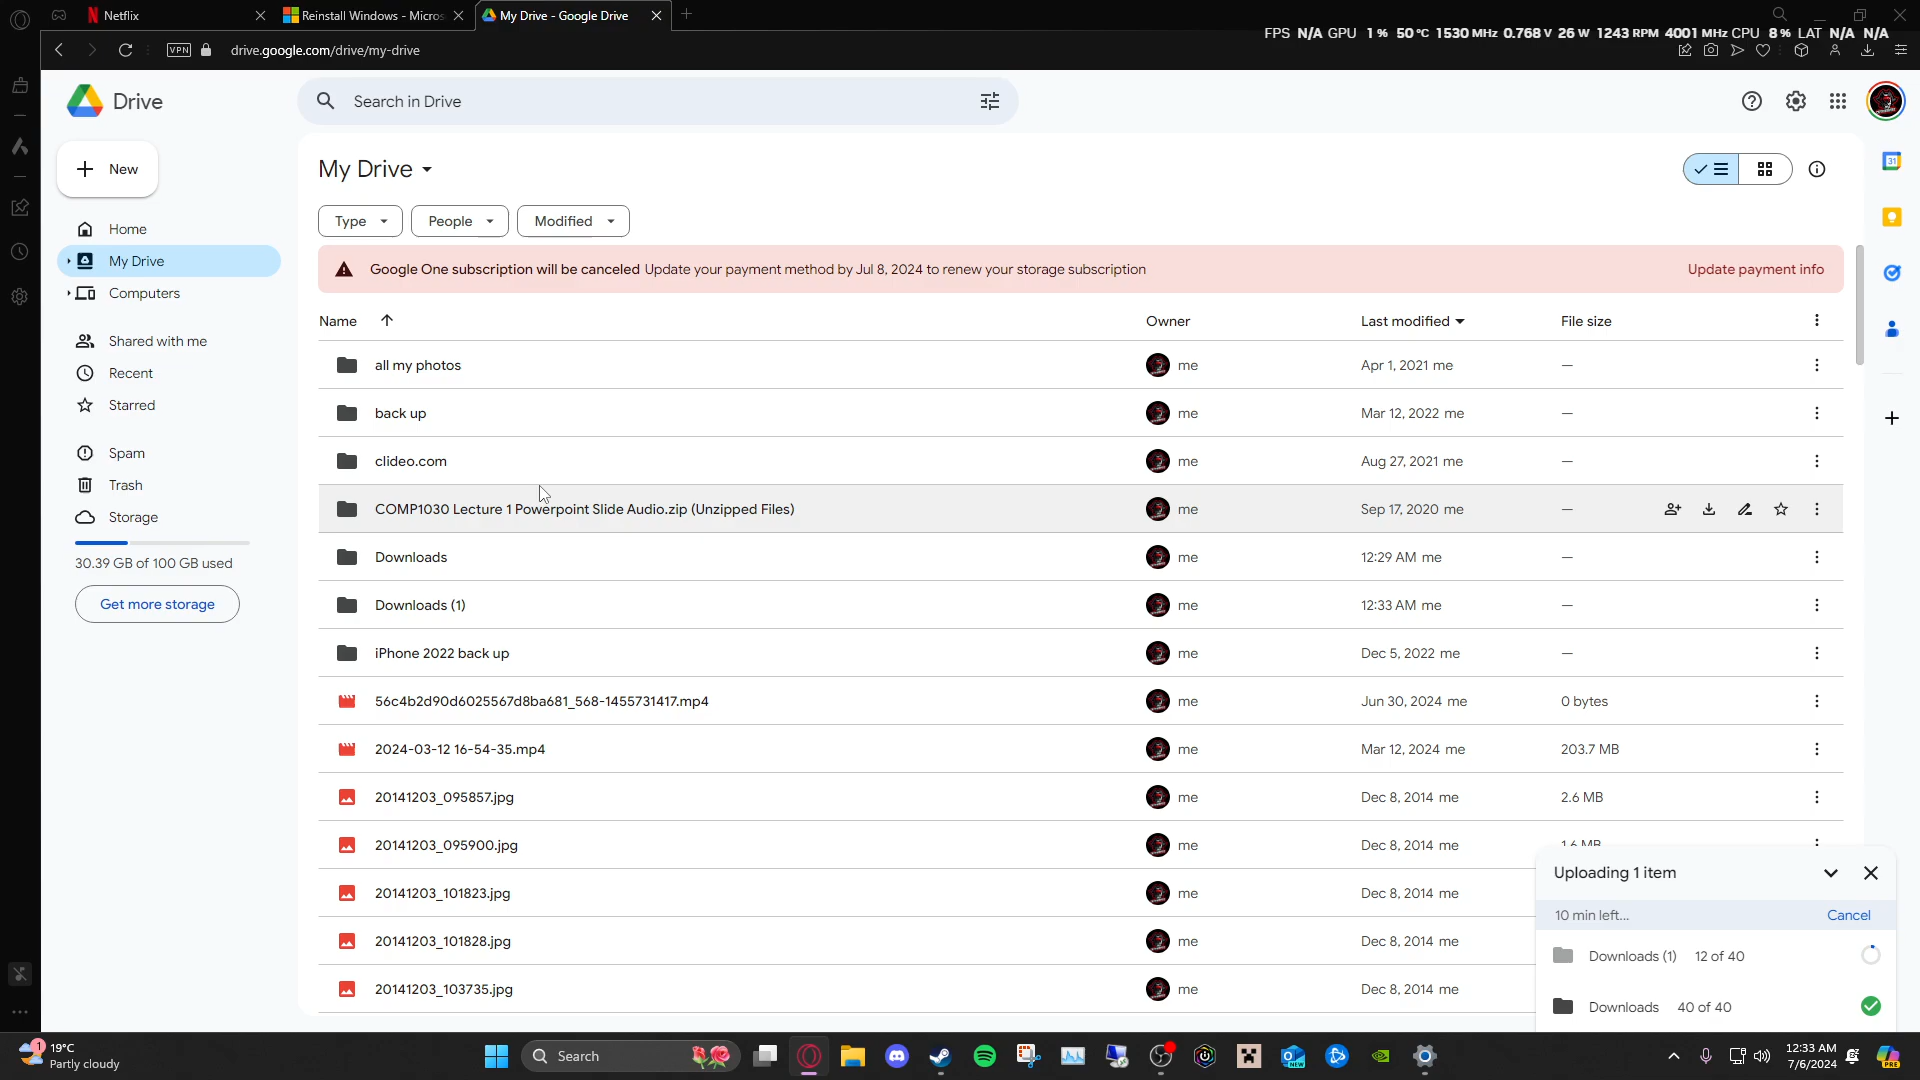 Netflix
Reinstall Windows - Micros
My Drive - Google Drive
FPS N/A GPU 1 % 50 °C 1530 MHz 0.768 V 26 W 1243 RPM 4001 MHz CPU 8 % LAT N/A N/A
VPN
drive.google.com/drive/my-drive
Drive
Search in Drive
New
My Drive
Home
My Drive
Computers
Shared with me
Recent
Starred
Spam
Trash
Storage
30.39 GB of 100 GB used
Get more storage
Type
People
Modified
Google One subscription will be canceled Update your payment method by Jul 8, 2024 to renew your storage subscription
Update payment info
Name Owner Last modified File size
all my photos me Apr 1, 2021 me —
back up me Mar 12, 2022 me —
clideo.com me Aug 27, 2021 me —
COMP1030 Lecture 1 Powerpoint Slide Audio.zip (Unzipped Files) me Sep 17, 2020 me —
Downloads me 12:29 AM me —
Downloads (1) me 12:33 AM me —
iPhone 2022 back up me Dec 5, 2022 me —
56c4b2d90d6025567d8ba681_568-1455731417.mp4 me Jun 30, 2024 me 0 bytes
2024-03-12 16-54-35.mp4 me Mar 12, 2024 me 203.7 MB
20141203_095857.jpg me Dec 8, 2014 me 2.6 MB
20141203_095900.jpg me Dec 8, 2014 me 1.6 MB
20141203_101823.jpg me Dec 8, 2014 me
20141203_101828.jpg me Dec 8, 2014 me
20141203_103735.jpg me Dec 8, 2014 me
31
Uploading 1 item
10 min left...
Cancel
Downloads (1) 12 of 40
Downloads 40 of 40
1
19°C
Partly cloudy
Search
NEW
12:33 AM
7/6/2024
PRE